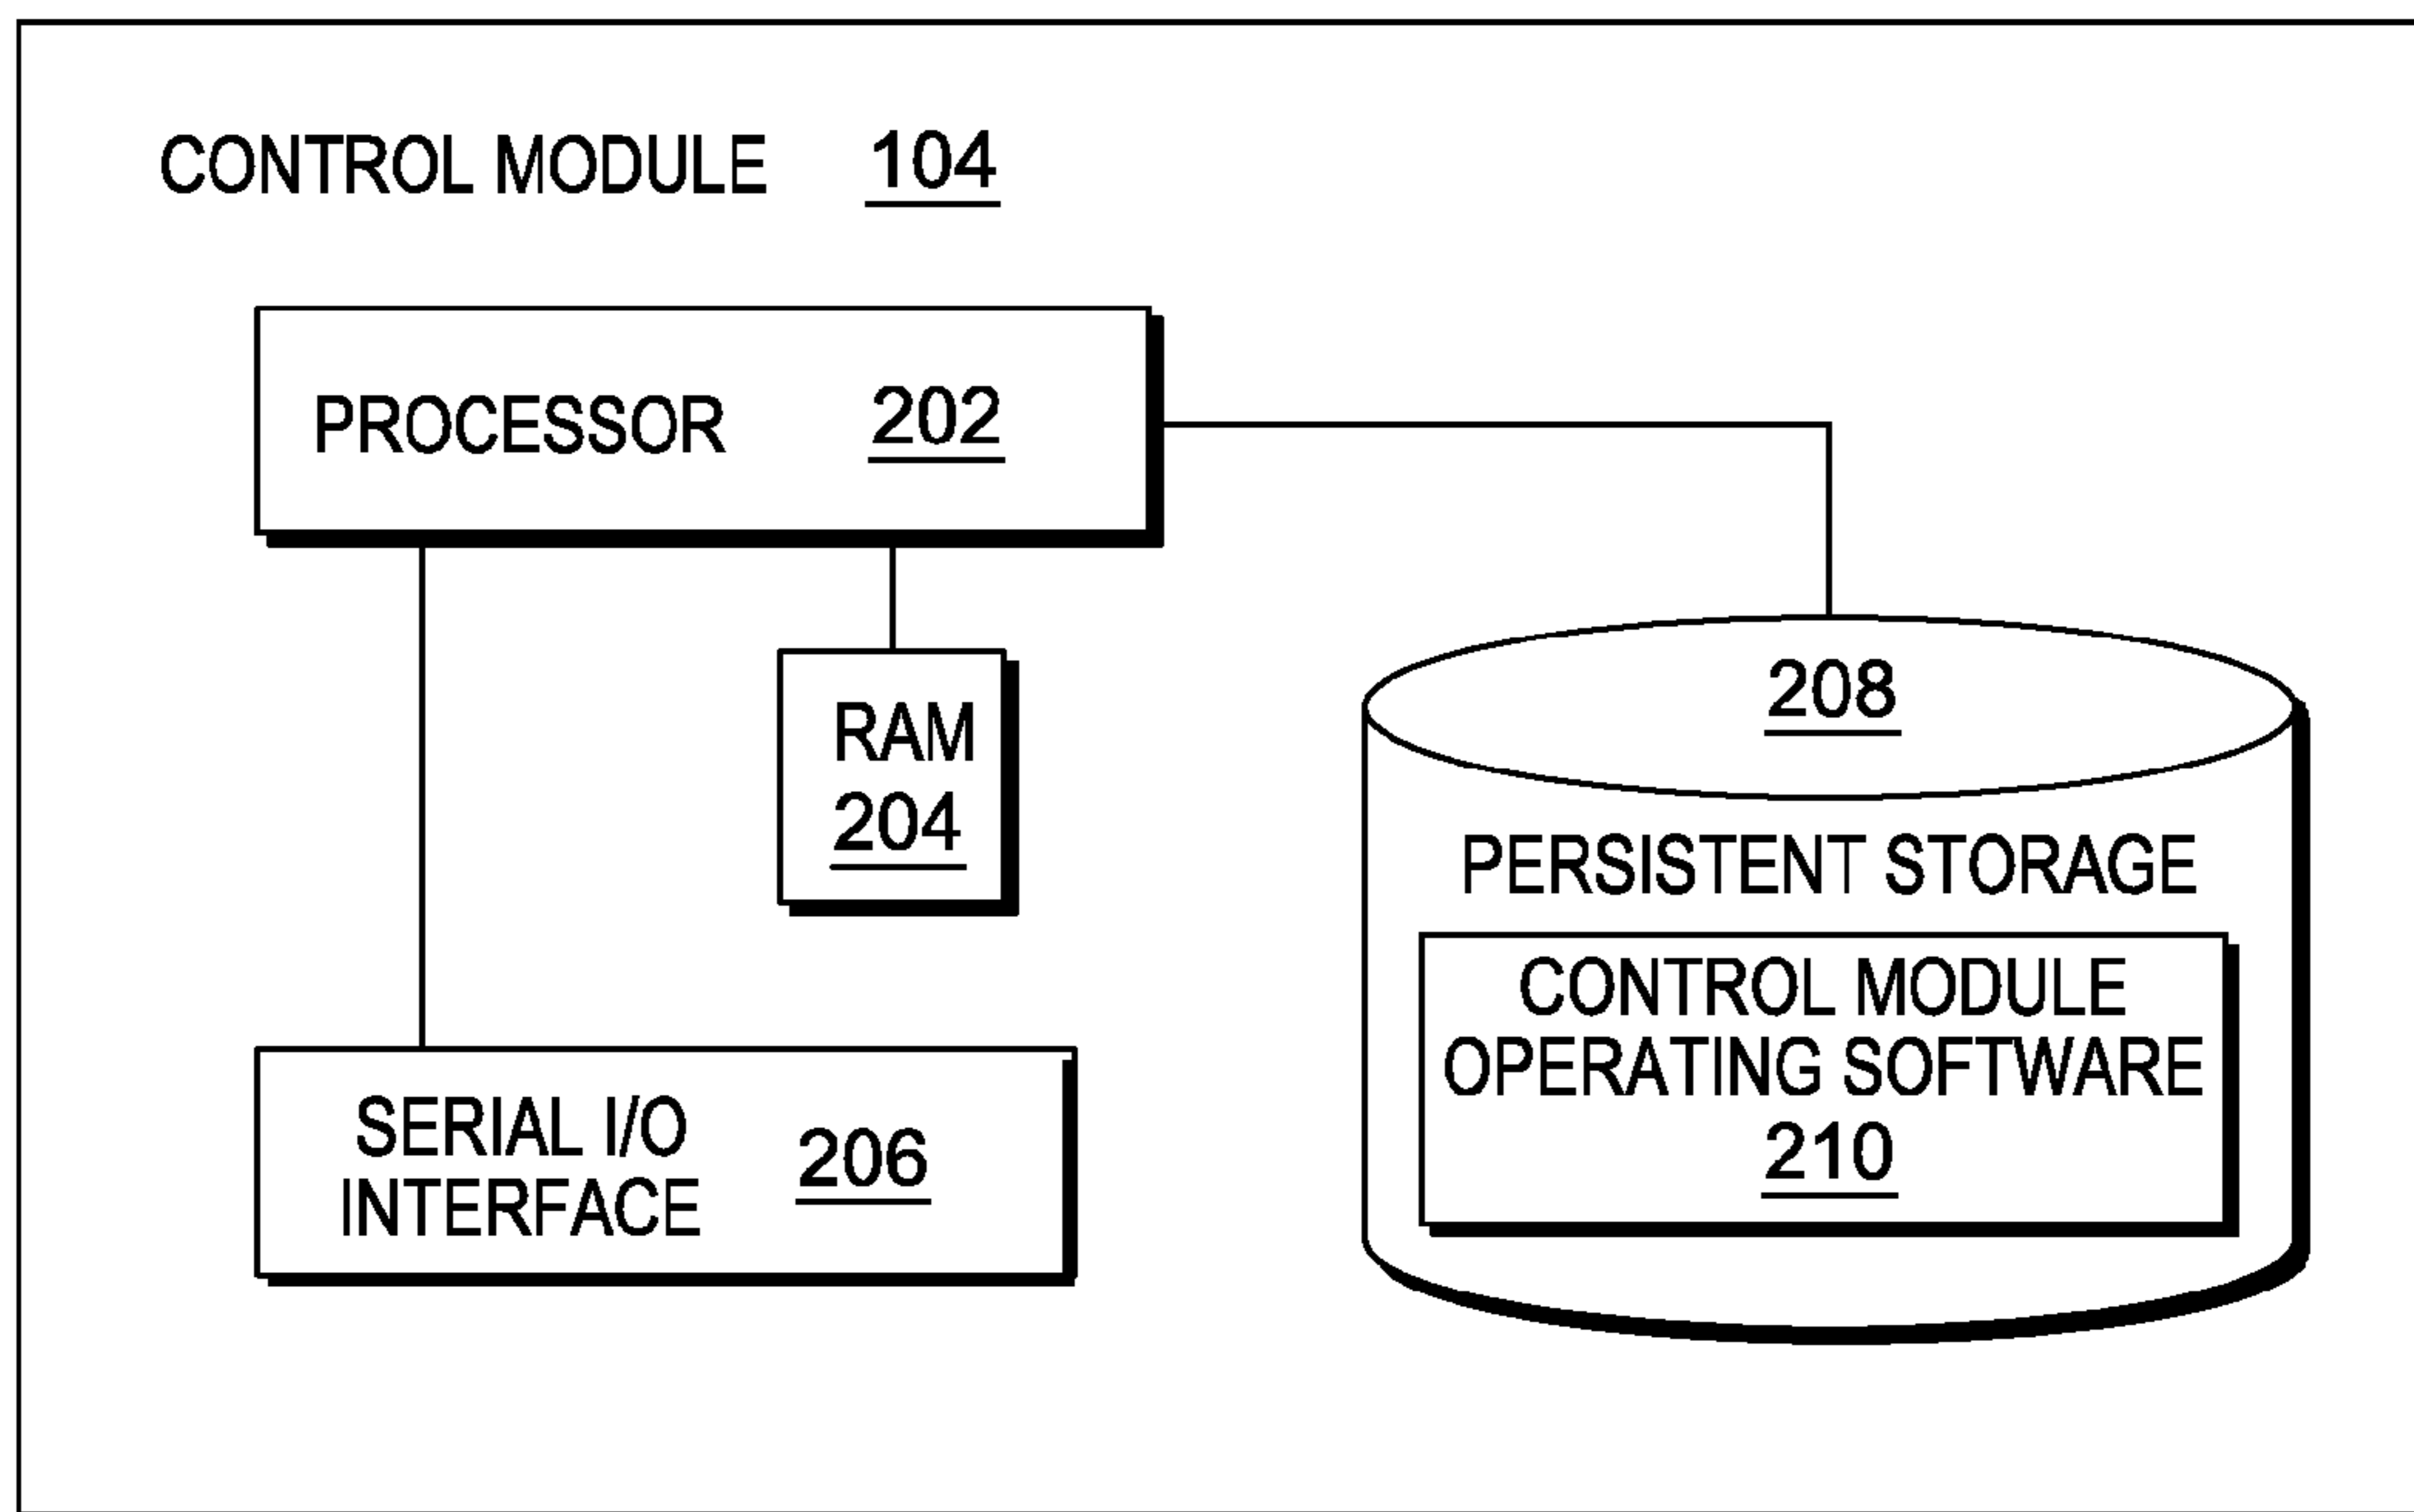 CONTROL MODULE 104
PROCESSOR 202
RAM
204
208
PERSISTENT STORAGE
CONTROL MODULE
OPERATING SOFTWARE
210
SERIAL I/O
INTERFACE 206